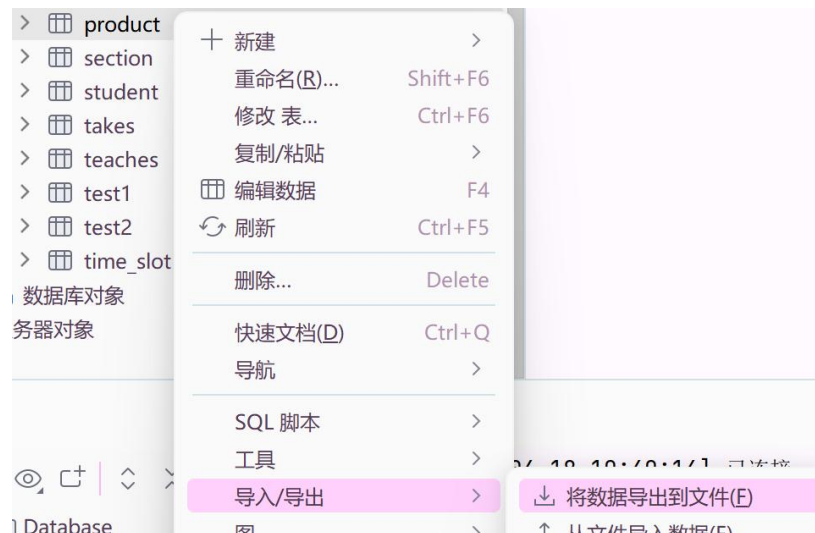 product
section
student
takes
teaches
test1
test2
time_slot
数据库对象
务器对象
新建
重命名(R)... Shift+F6
修改 表... Ctrl+F6
复制/粘贴
编辑数据 F4
刷新 Ctrl+F5
删除... Delete
快速文档(D) Ctrl+Q
导航
SQL 脚本
工具
导入/导出
将数据导出到文件(F)
已连接
Database